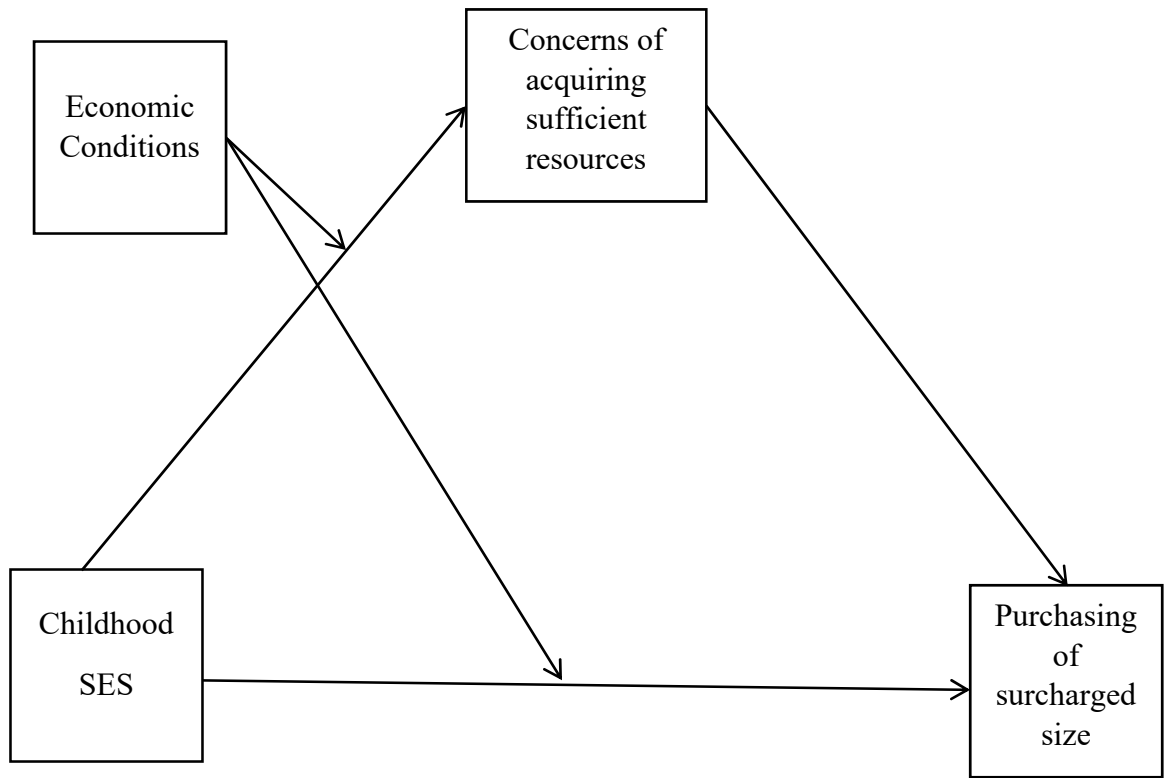 Economic
Conditions
Concerns of
acquiring
sufficient
resources
Childhood
SES
Purchasing
of
surcharged
size